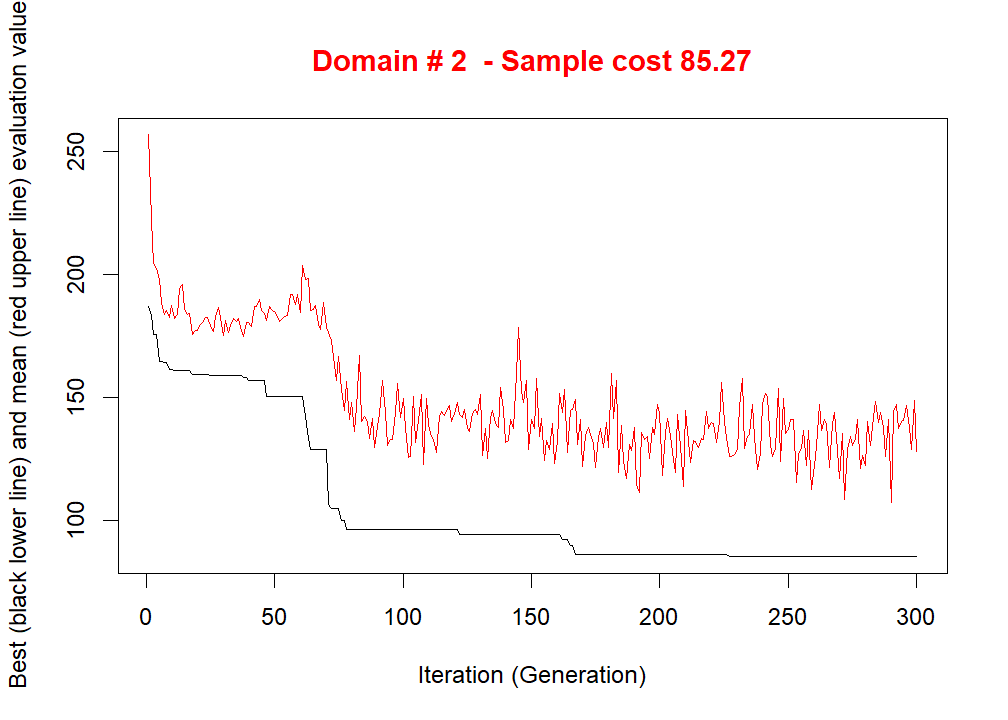 Domain # 2  - Sample cost 85.27
Best (black lower line) and mean (red upper line) evaluation value
250
200
150
100
0 50 100 150 200 250 300
Iteration (Generation)